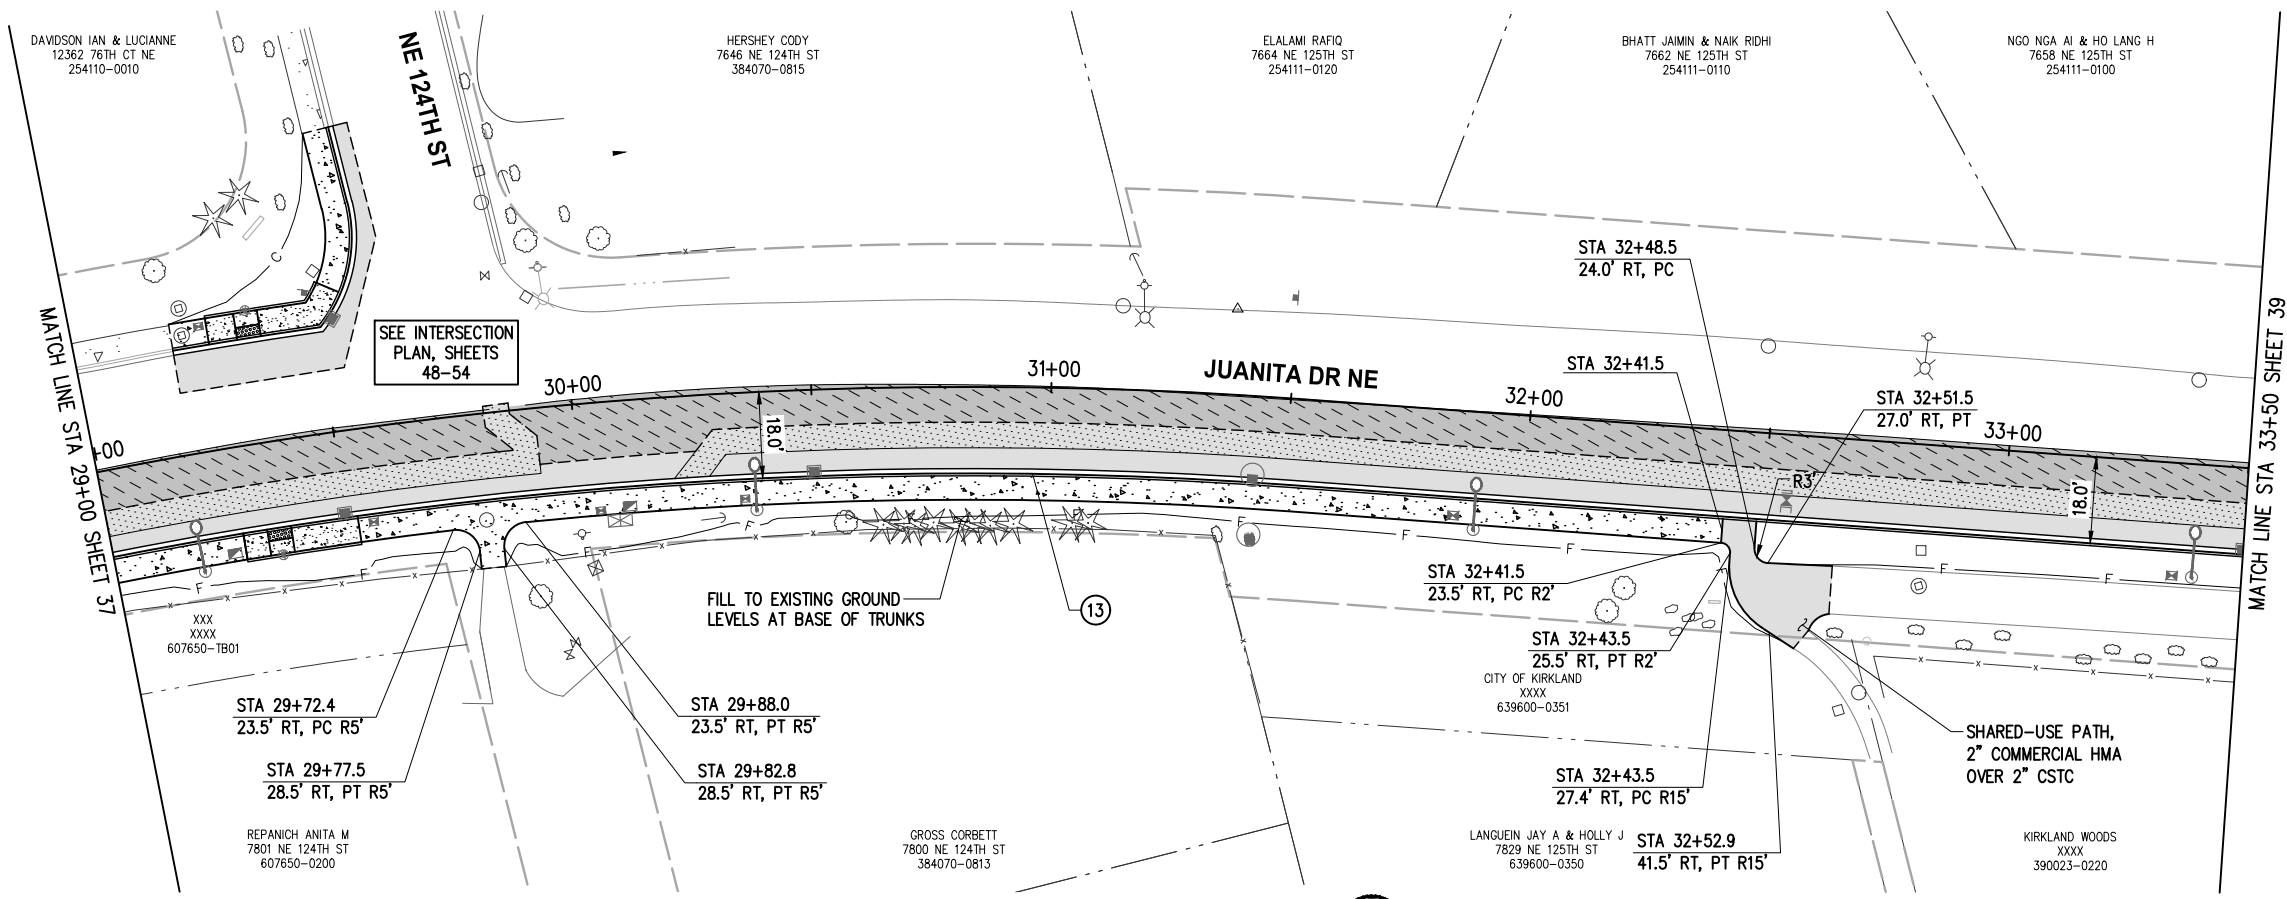 DAVIDSON IAN & LUCIANNE
12362 76TH CT NE
254110-0010
NE 124TH ST
HERSHEY CODY
7646 NE 124TH ST
384070-0815
ELALAMI RAFIQ
7664 NE 125TH ST
254111-0120
BHATT JAIMIN & NAIK RIDHI
7662 NE 125TH ST
254111-0110
NGO NGA AI & HO LANG H
7658 NE 125TH ST
254111-0100
C
MATCH LINE STA 29+00 SHEET 37
SEE INTERSECTION
PLAN, SHEETS
48-54
STA 32+48.5
24.0' RT, PC
STA 32+41.5
STA 32+51.5
27.0' RT, PT
JUANITA DR NE
+00
30+00
31+00
32+00
33+00
18.0'
18.0'
R3'
MATCH LINE STA 33+50 SHEET 39
F
F
F
F
F
F
F
F
F
F
x
x
x
x
x
x
x
x
x
x
x
x
FILL TO EXISTING GROUND
LEVELS AT BASE OF TRUNKS
13
STA 32+41.5
23.5' RT, PC R2'
STA 32+43.5
25.5' RT, PT R2'
XXX
XXXX
607650-TB01
CITY OF KIRKLAND
XXXX
639600-0351
STA 29+72.4
23.5' RT, PC R5'
STA 29+88.0
23.5' RT, PT R5'
STA 29+77.5
28.5' RT, PT R5'
STA 29+82.8
28.5' RT, PT R5'
STA 32+43.5
27.4' RT, PC R15'
SHARED-USE PATH,
2" COMMERCIAL HMA
OVER 2" CSTC
REPANICH ANITA M
7801 NE 124TH ST
607650-0200
GROSS CORBETT
7800 NE 124TH ST
384070-0813
LANGUEIN JAY A & HOLLY J
7829 NE 125TH ST
639600-0350
STA 32+52.9
41.5' RT, PT R15'
KIRKLAND WOODS
XXXX
390023-0220